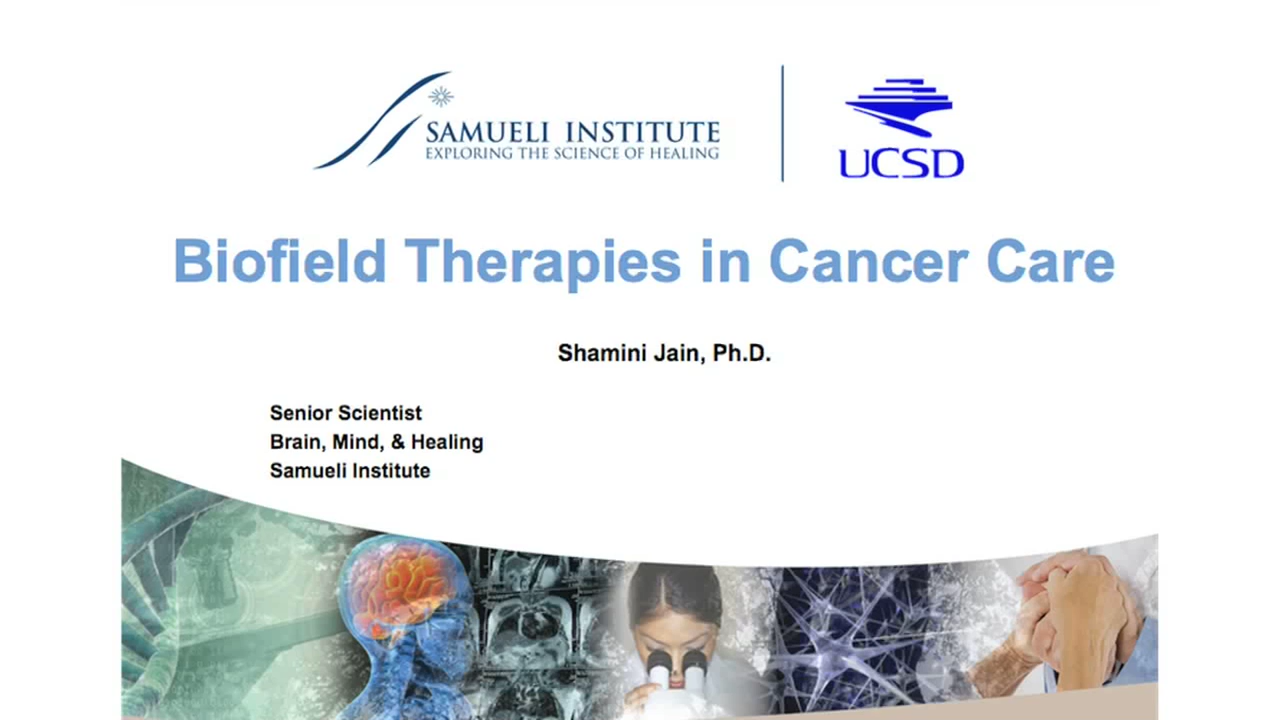 SAMUELI INSTITUTE
EXPLORING THE SCIENCE OF HEALING
UCSD
Biofield Therapies in Cancer Care
Shamini Jain, Ph.D.
Senior Scientist
Brain, Mind, & Healing
Samueli Institute